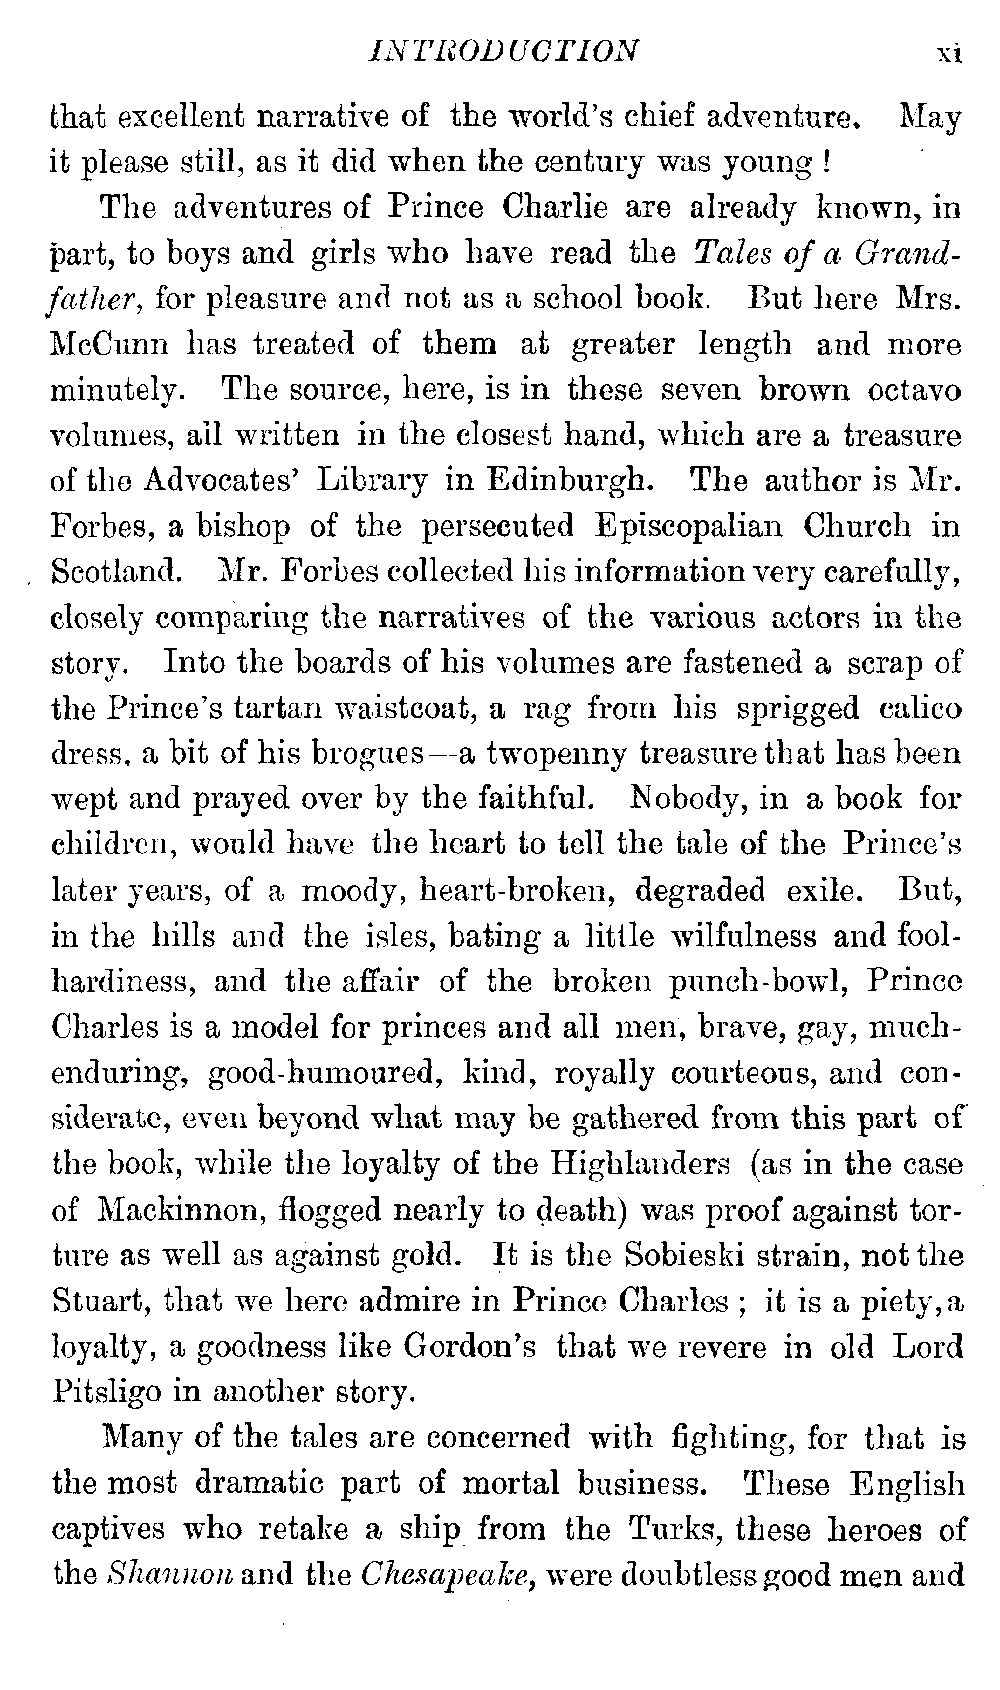 INTRODUCTION xi
that excellent narrative of the world's chief adventure. May
it please still, as it did when the century was young !
The adventures of Prince Charlie are already known, in
part, to boys and girls who have read the Tales of a Grand-
father, for pleasure and not as a school book. But here Mrs.
McCunn has treated of them at greater length and more
minutely. The source, here, is in these seven brown octavo
volumes, all written in the closest hand, which are a treasure
of the Advocates' Library in Edinburgh. The author is Mr.
Forbes, a bishop of the persecuted Episcopalian Church in
Scotland. Mr. Forbes collected his information very carefully,
closely comparing the narratives of the various actors in the
story. Into the boards of his volumes are fastened a scrap of
the Prince's tartan waistcoat, a rag from his sprigged calico
dress, a bit of his brogues—a twopenny treasure that has been
wept and prayed over by the faithful. Nobody, in a book for
children, would have the heart to tell the tale of the Prince's
later years, of a moody, heart-broken, degraded exile. But,
in the hills and the isles, bating a little wilfulness and fool-
hardiness, and the affair of the broken punch-bowl, Prince
Charles is a model for princes and all men, brave, gay, much-
enduring, good-humoured, kind, royally courteous, and con-
siderate, even beyond what may be gathered from this part of
the book, while the loyalty of the Highlanders (as in the case
of Mackinnon, flogged nearly to death) was proof against tor-
ture as well as against gold. It is the Sobieski strain, not the
Stuart, that we here admire in Prince Charles ; it is a piety, a
loyalty, a goodness like Gordon's that we revere in old Lord
Pitsligo in another story.
Many of the tales are concerned with fighting, for that is
the most dramatic part of mortal business. These English
captives who retake a ship from the Turks, these heroes of
the Shannon and the Chesapeake, were doubtless good men and